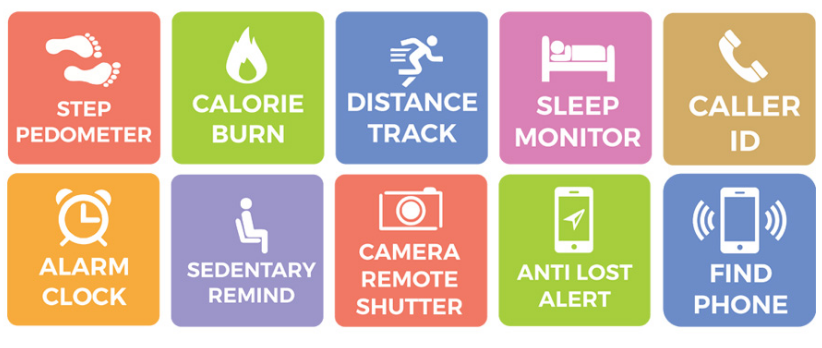 STEP
PEDOMETER
CALORIE
BURN
DISTANCE
TRACK
SLEEP
MONITOR
CALLER
ID
ALARM
CLOCK
SEDENTARY
REMIND
CAMERA
REMOTE
SHUTTER
ANTI LOST
ALERT
FIND
PHONE